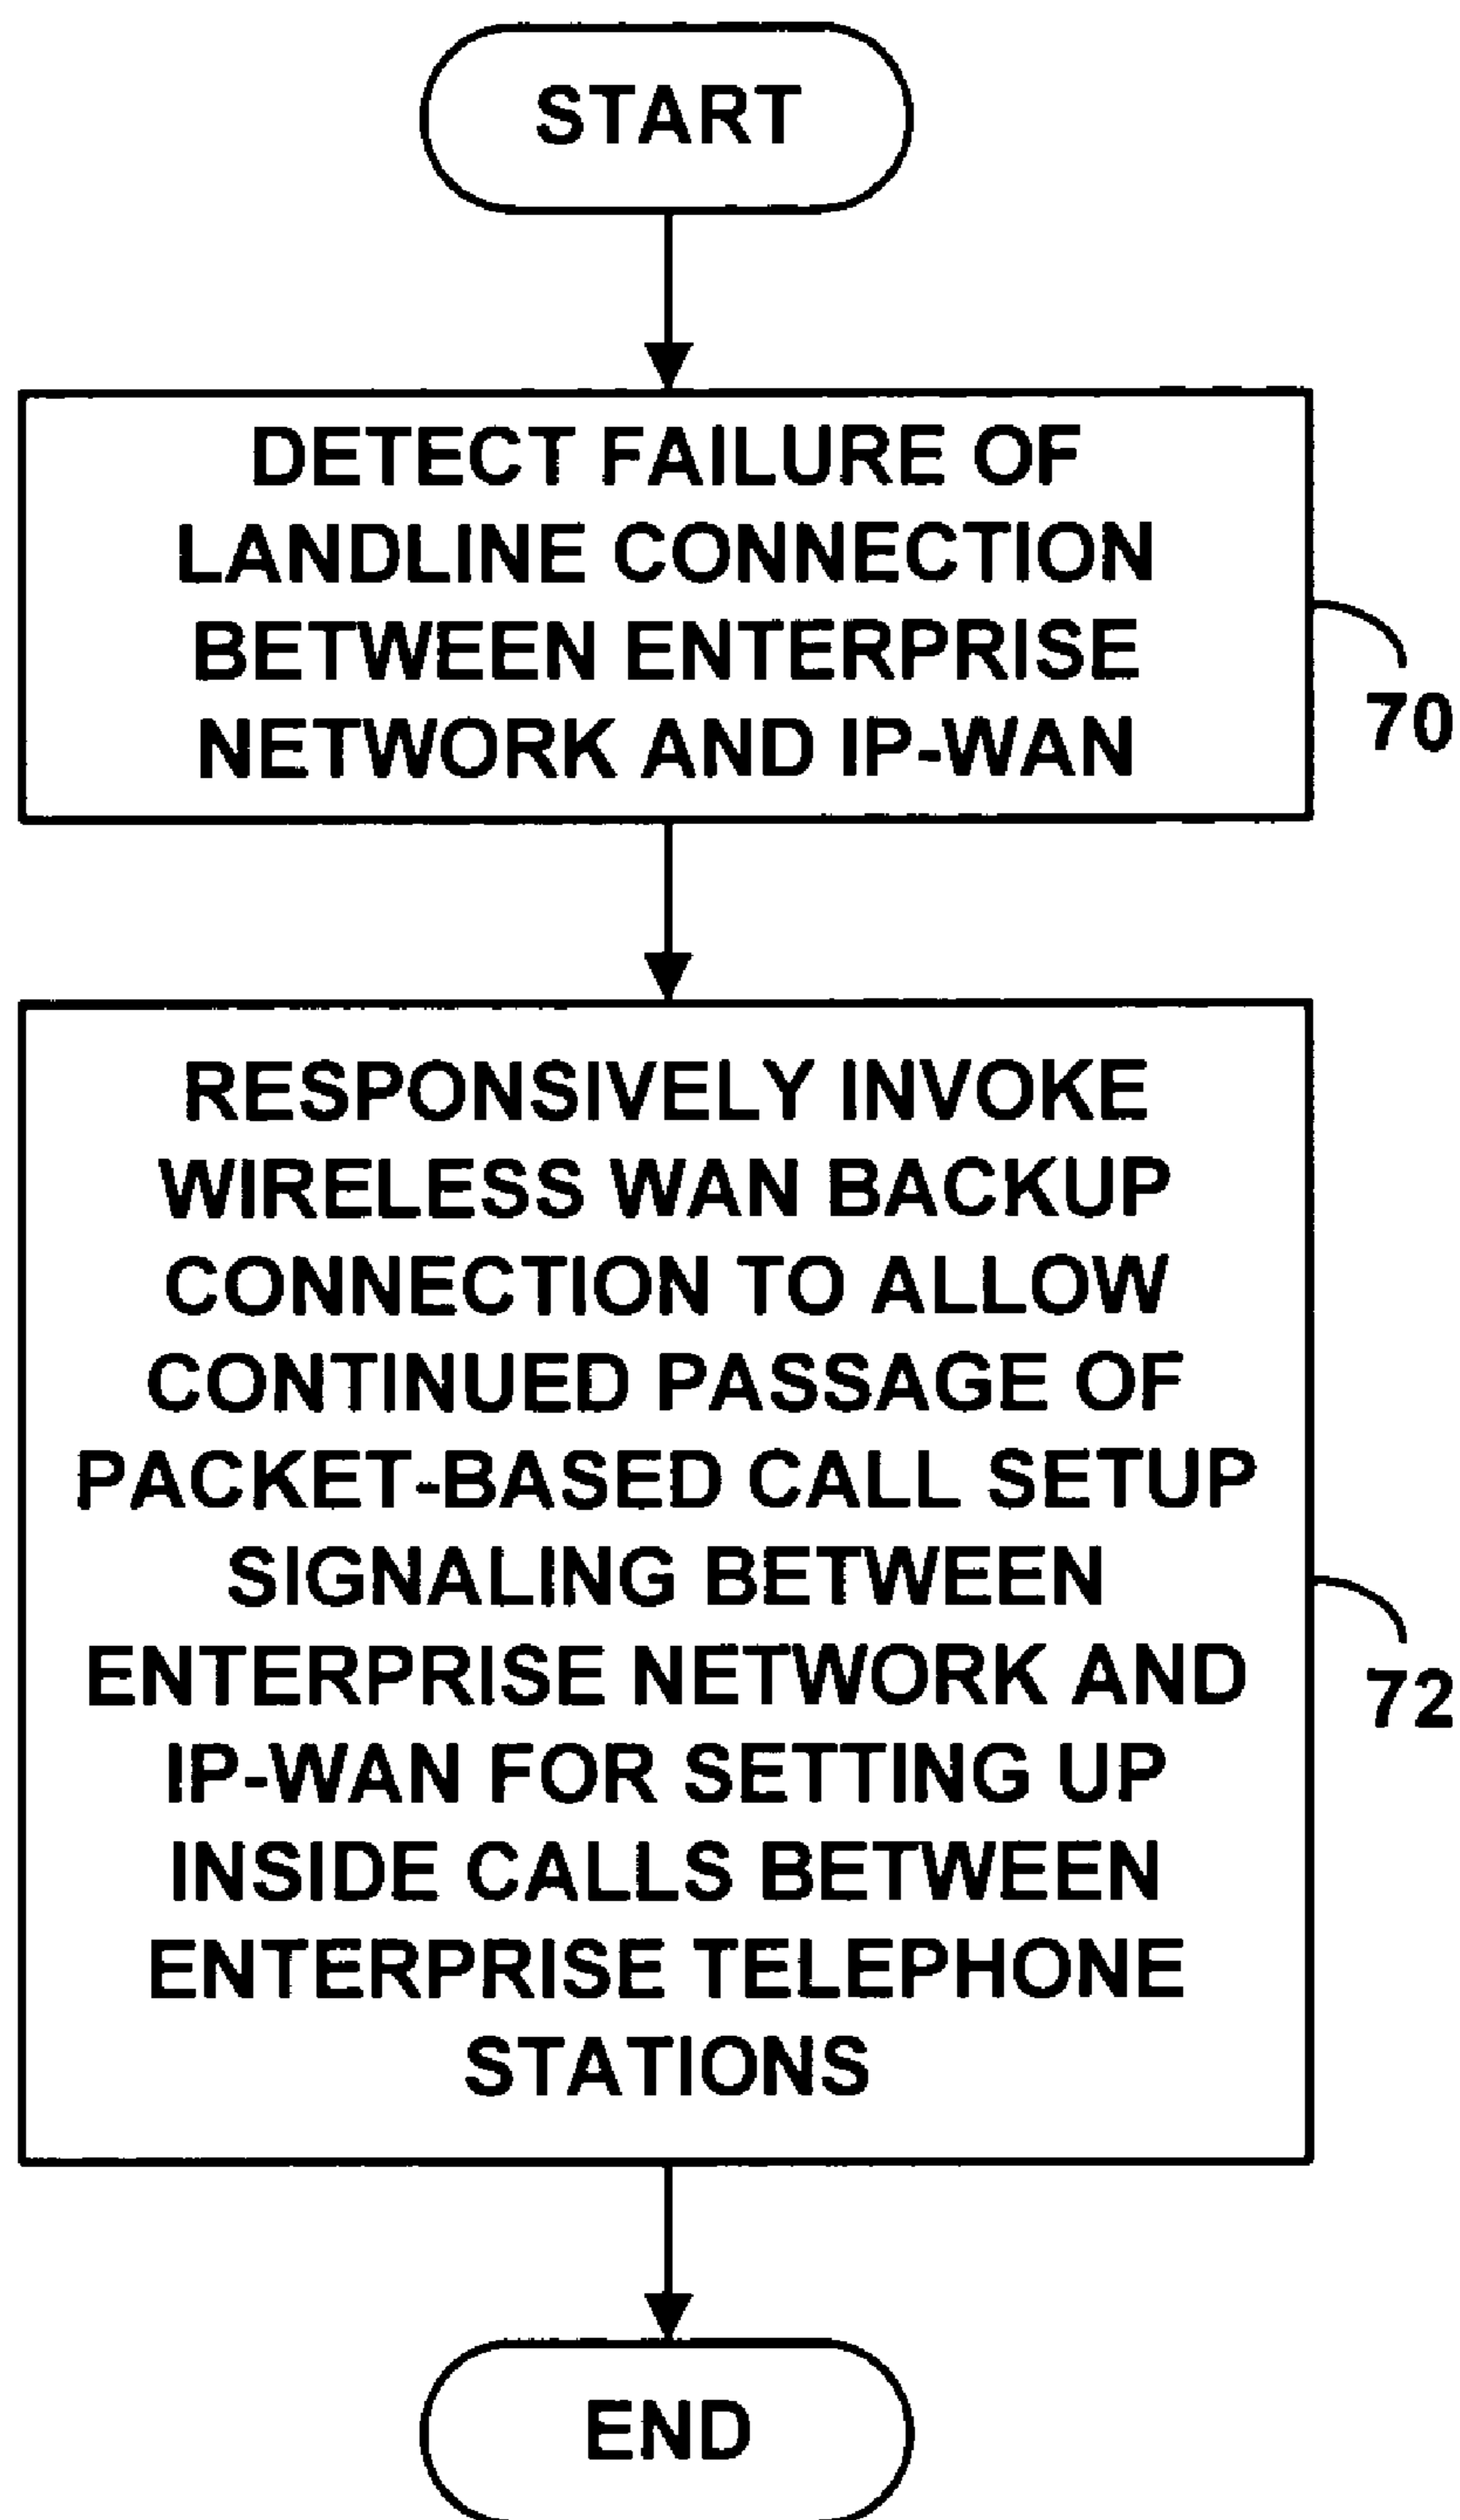 START
DETECT FAILURE OF
LANDLINE CONNECTION
BETWEEN ENTERPRISE
NETWORK AND IP-WAN
70
RESPONSIVELY INVOKE
WIRELESS WAN BACKUP
CONNECTION TO ALLOW
CONTINUED PASSAGE OF
PACKET-BASED CALL SETUP
SIGNALING BETWEEN
ENTERPRISE NETWORK AND
IP-WAN FOR SETTING UP
INSIDE CALLS BETWEEN
ENTERPRISE TELEPHONE
STATIONS
72
END